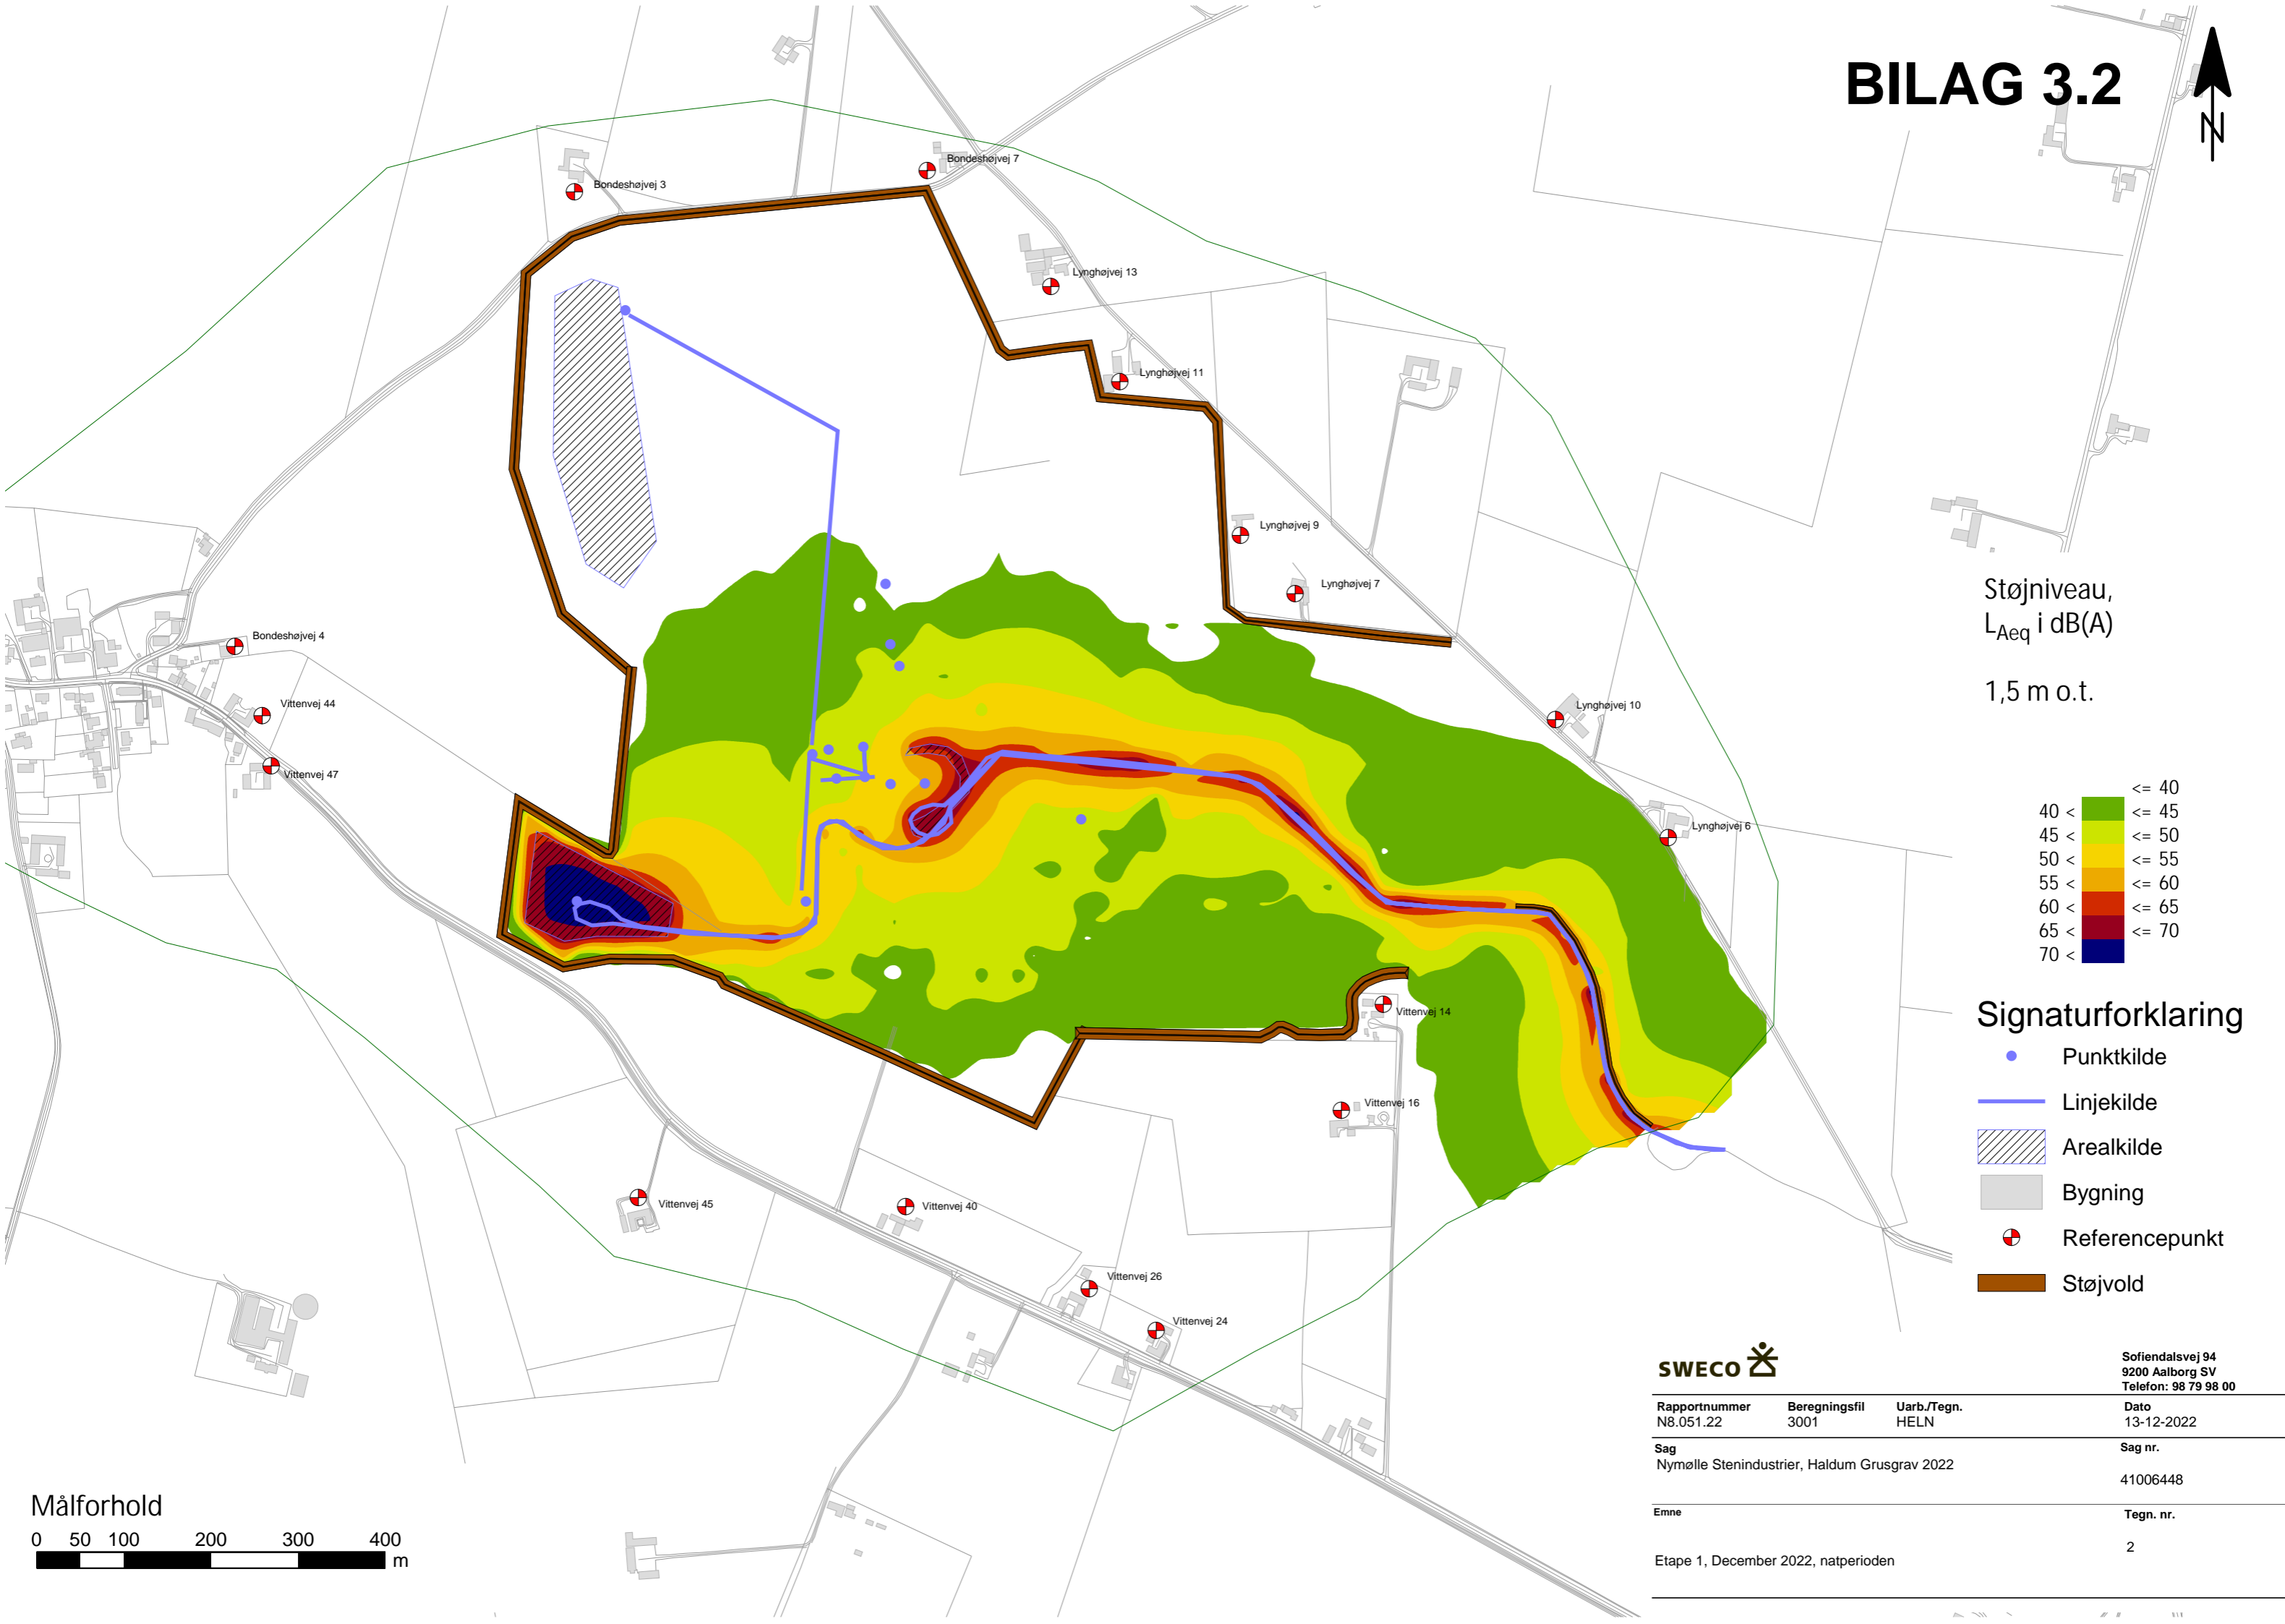 BILAG 3.2
N
Bondeshøjvej 7
Bondeshøjvej 3
Lynghøjvej 13
Lynghøjvej 11
Lynghøjvej 9
Lynghøjvej 7
Bondeshøjvej 4
Vittenvej 44
Lynghøjvej 10
Vittenvej 47
Lynghøjvej 6
Vittenvej 14
Vittenvej 16
Vittenvej 45
Vittenvej 40
Vittenvej 26
Vittenvej 24
Støjniveau,
LAeq i dB(A)
1,5 m o.t.
<= 40
40 < <= 45
45 < <= 50
50 < <= 55
55 < <= 60
60 < <= 65
65 < <= 70
70 <
Signaturforklaring
Punktkilde
Linjekilde
Arealkilde
Bygning
Referencepunkt
Støjvold
SWECO
Sofiendalsvej 94
9200 Aalborg SV
Telefon: 98 79 98 00
Rapportnummer Beregningsfil Uarb./Tegn. Dato
N8.051.22 3001 HELN 13-12-2022
Sag Sag nr.
Nymølle Stenindustrier, Haldum Grusgrav 2022
41006448
Emne Tegn. nr.
2
Etape 1, December 2022, natperioden
Målforhold
0 50 100 200 300 400
m